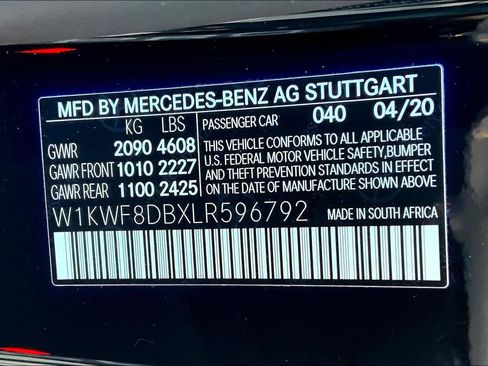 MFD BY MERCEDES-BENZ AG STUTTGART
KG LBS PASSENGER CAR 040 04/20
GWWR 2090 4608
GAWR FRONT 1010 2227
GAWR REAR 1100 2425
THIS VEHICLE CONFORMS TO ALL APPLICABLE
U.S. FEDERAL MOTOR VEHICLE SAFETY,BUMPER
AND THEFT PREVENTION STANDARDS IN EFFECT
ON THE DATE OF MANUFACTURE SHOWN ABOVE.
W1KWF8DBXLR596792 MADE IN SOUTH AFRICA